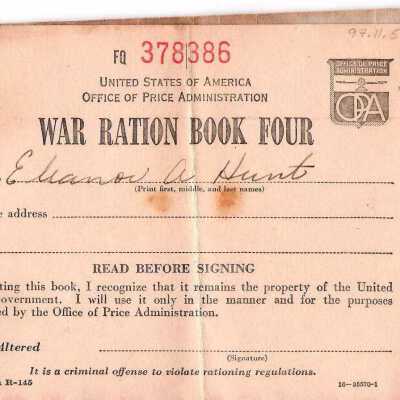 97.11.5
FQ 378386
UNITED STATES OF AMERICA
OFFICE OF PRICE ADMINISTRATION
OFFICE OF PRICE
ADMINISTRATION
OPA
WAR RATION BOOK FOUR
Eleanor A Hunt
(Print first, middle, and last names)
e address
READ BEFORE SIGNING
ting this book, I recognize that it remains the property of the United
overnment. I will use it only in the manner and for the purposes
ed by the Office of Price Administration.
Altered
(Signature)
It is a criminal offense to violate rationing regulations.
R-145
16-35570-1